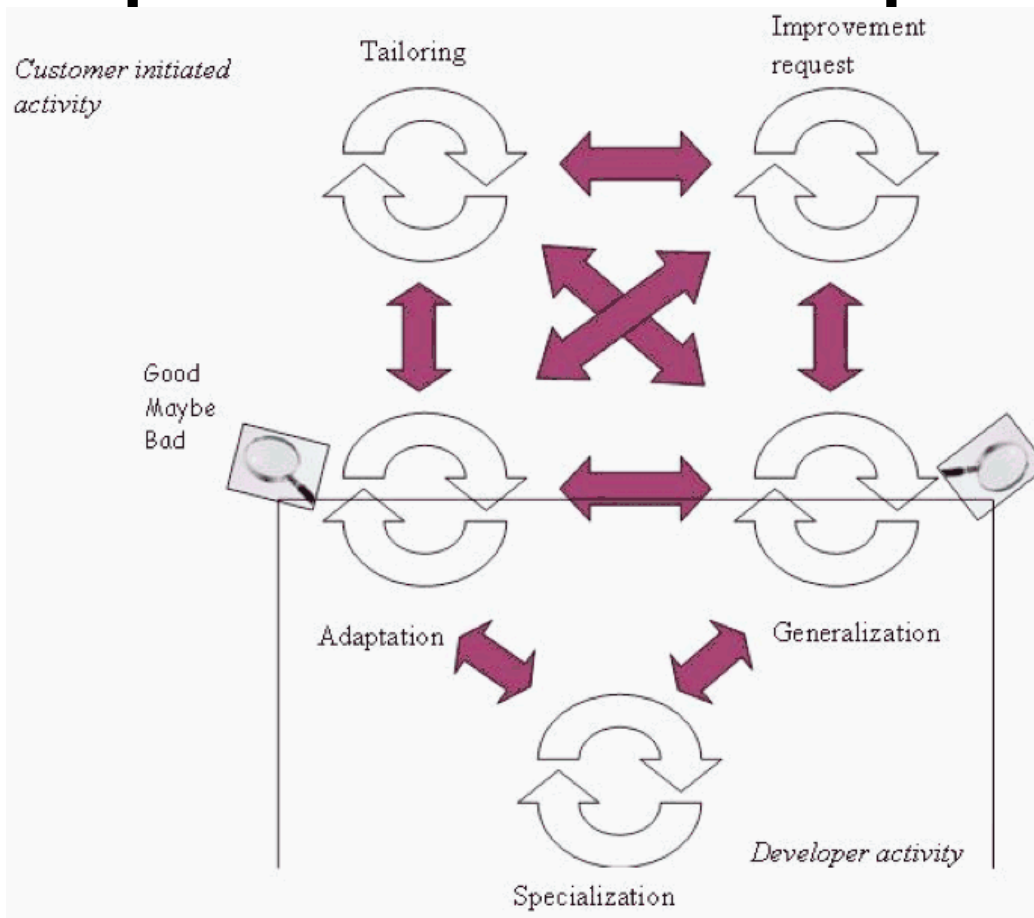 Customer initiated
activity
Tailoring
Improvement
request
Good
Maybe
Bad
Adaptation
Generalization
Developer activity
Specialization